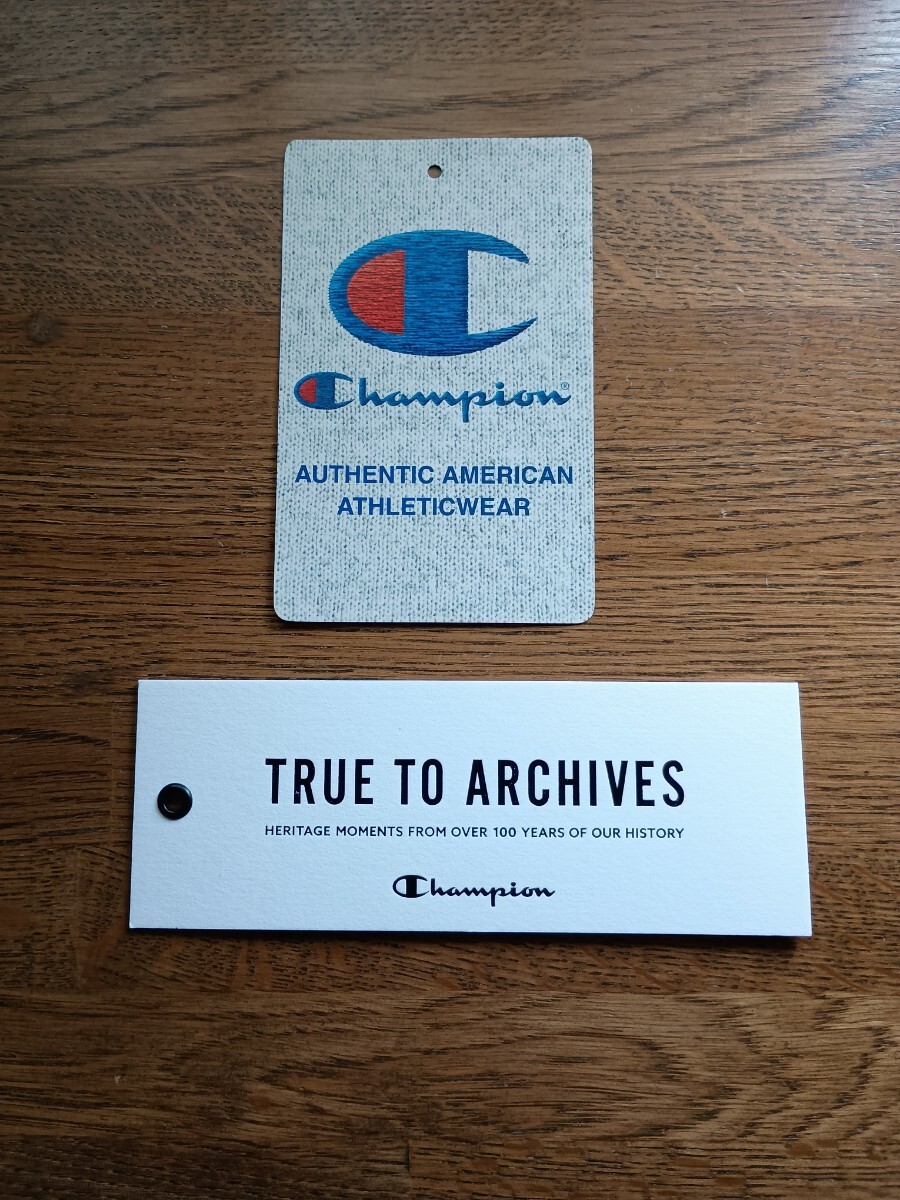 Champion®
AUTHENTIC AMERICAN
ATHLETICWEAR
TRUE TO ARCHIVES
HERITAGE MOMENTS FROM OVER 100 YEARS OF OUR HISTORY
Champion